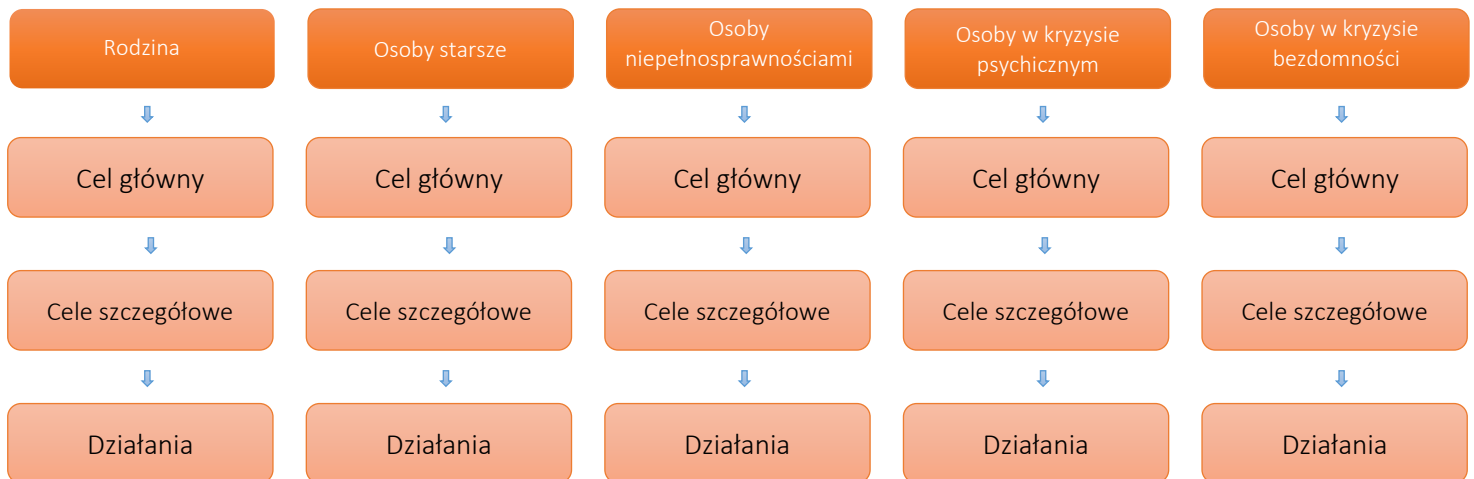 Rodzina
Osoby starsze
Osoby
niepełnosprawnościami
Osoby w kryzysie
psychicznym
Osoby w kryzysie
bezdomności
Cel główny
Cel główny
Cel główny
Cel główny
Cel główny
Cele szczegółowe
Cele szczegółowe
Cele szczegółowe
Cele szczegółowe
Cele szczegółowe
Działania
Działania
Działania
Działania
Działania